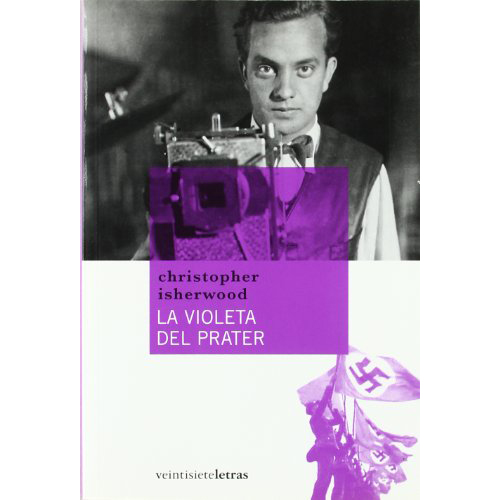 christopher
isherwood
LA VIOLETA
DEL PRATER
veintisieteletras